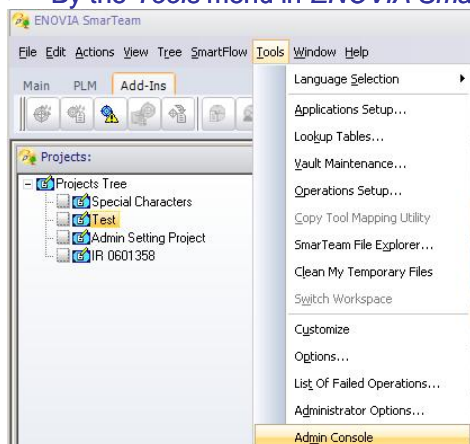 By the Tools menu in ENOVIA Smar
ENOVIA SmarTeam
File Edit Actions View Tree SmartFlow Tools Window Help
Main PLM Add-Ins
Projects:
Projects Tree
Special Characters
Test
Admin Setting Project
IR 0601358
Language Selection
Applications Setup...
Lookup Tables...
Vault Maintenance...
Operations Setup...
Copy Tool Mapping Utility
SmarTeam File Explorer...
Clean My Temporary Files
Switch Workspace
Customize
Options...
List Of Failed Operations...
Administrator Options...
Admin Console